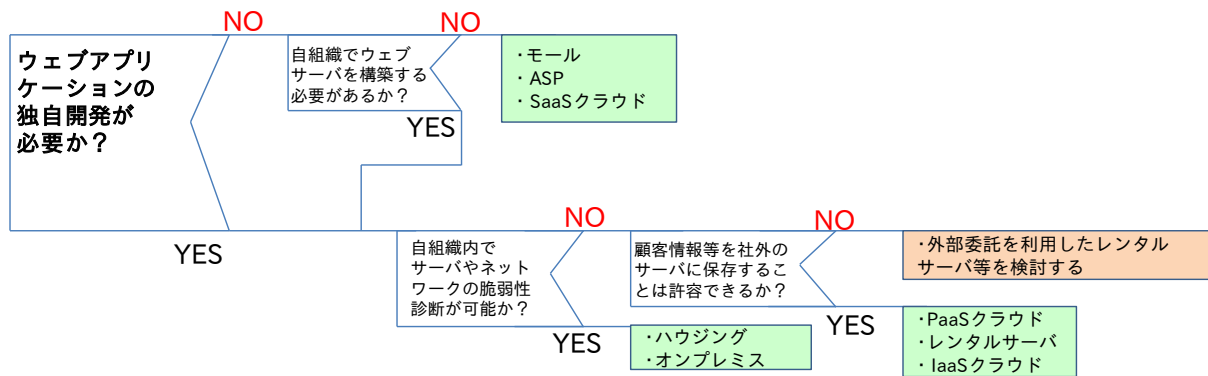 NO
NO
ウェブアプリ
ケーションの
独自開発が
必要か?
自組織でウェブ
サーバを構築する
必要があるか?
・モール
・ASP
・SaaSクラウド
YES
YES
NO
NO
自組織内で
サーバやネット
ワークの脆弱性
診断が可能か?
顧客情報等を社外の
サーバに保存するこ
とは許容できるか?
・外部委託を利用したレンタル
サーバ等を検討する
YES
・ハウジング
・オンプレミス
YES
・PaaSクラウド
・レンタルサーバ
・IaaSクラウド